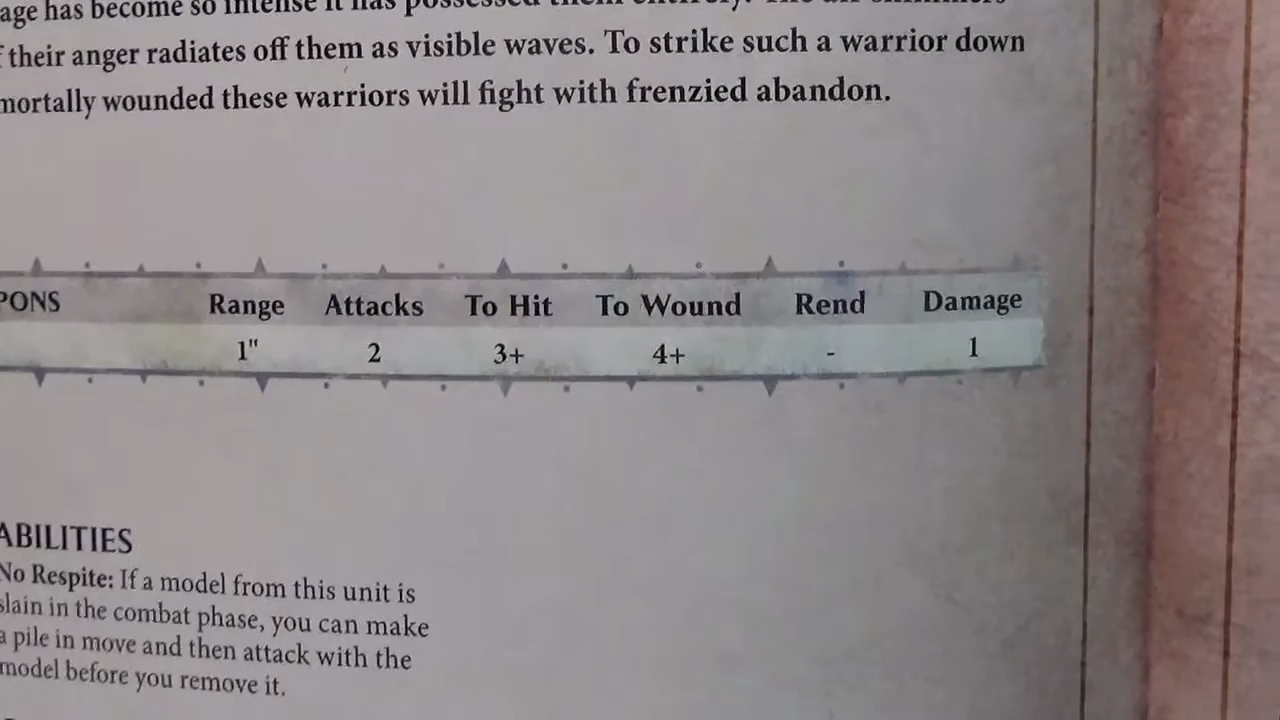 age has become so intense it has possessed them entirely. The air shimmers
their anger radiates off them as visible waves. To strike such a warrior down
mortally wounded these warriors will fight with frenzied abandon.
PONS Range Attacks To Hit To Wound Rend Damage
1" 2 3+ 4+ - 1
ABILITIES
No Respite: If a model from this unit is
slain in the combat phase, you can make
a pile in move and then attack with the
model before you remove it.